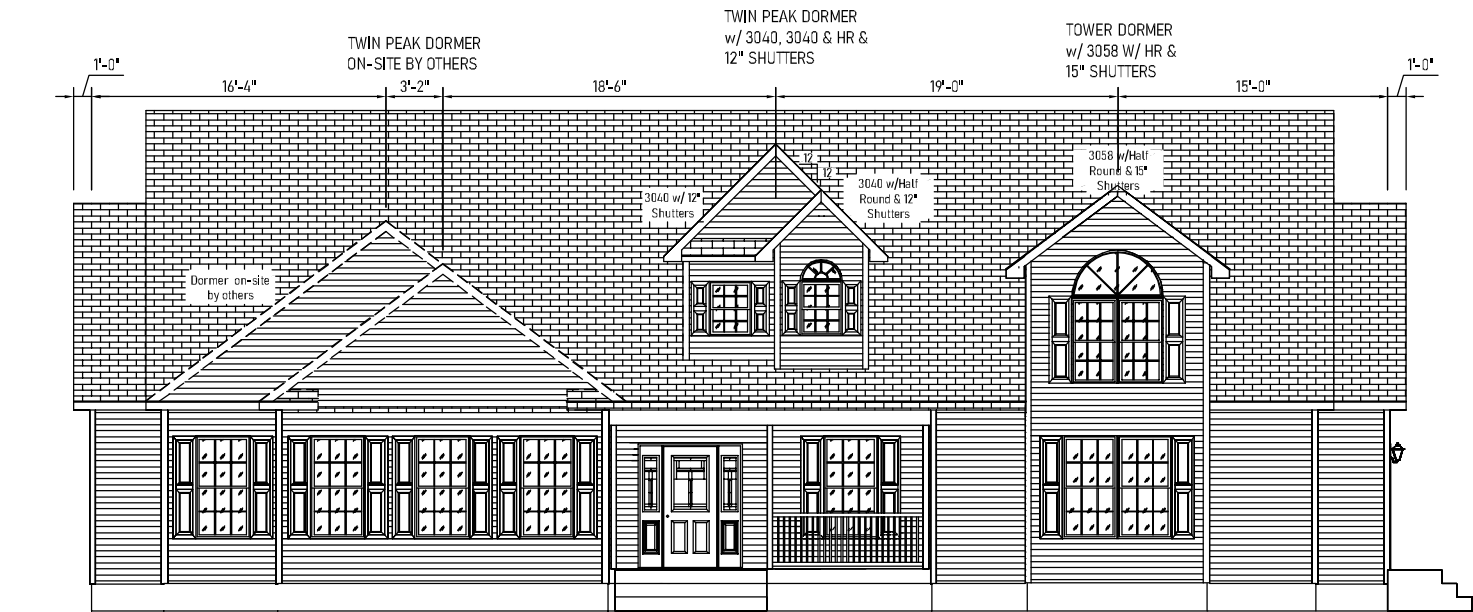 TWIN PEAK DORMER
ON-SITE BY OTHERS
TWIN PEAK DORMER
w/ 3040, 3040 & HR &
12" SHUTTERS
TOWER DORMER
w/ 3058 W/ HR &
15" SHUTTERS
1'-0"
16'-4"
3'-2"
18'-6"
19'-0"
15'-0"
1'-0"
12
12
3040 w/ 12"
Shutters
3040 w/Half
Round & 12"
Shutters
3058 w/Half
Round & 15"
Shutters
Dormer on-site
by others